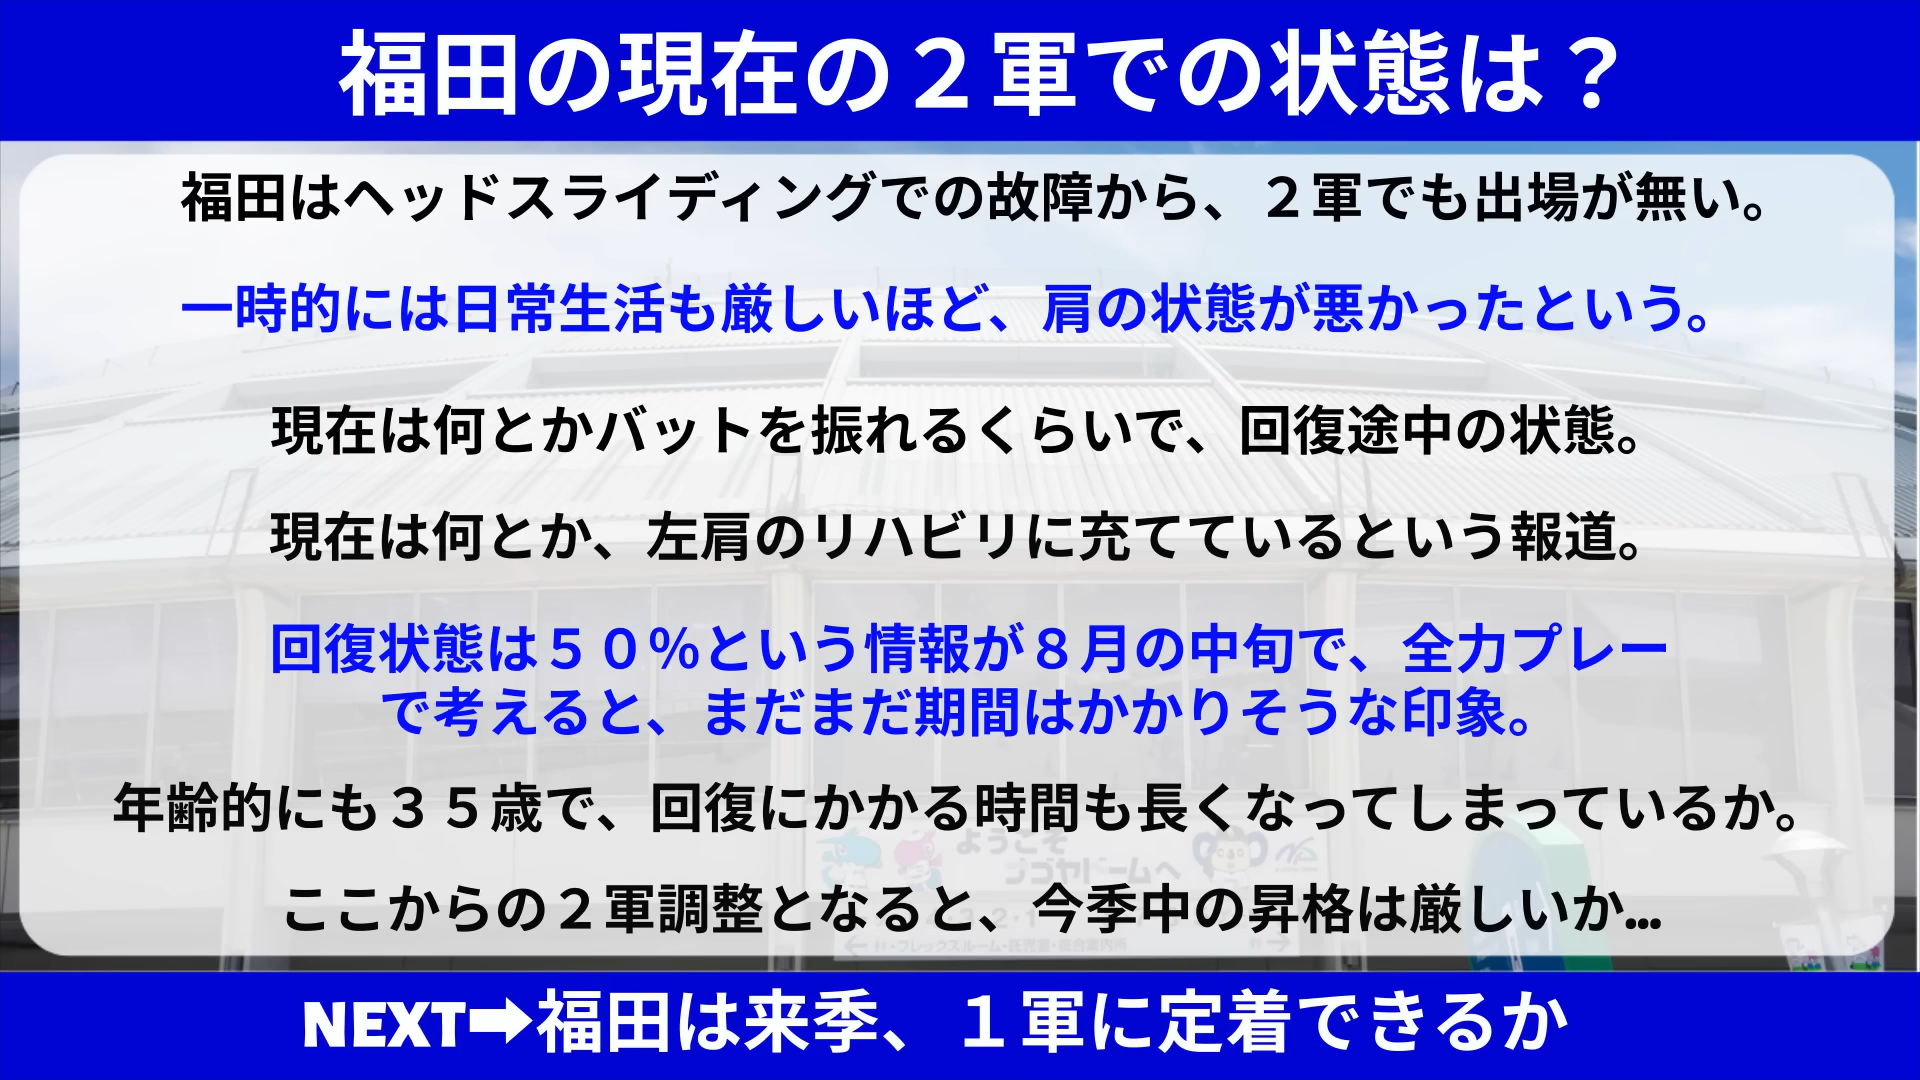 福田の現在の２軍での状態は？
福田はヘッドスライディングでの故障から、２軍でも出場が無い。
一時的には日常生活も厳しいほど、肩の状態が悪かったという。
現在は何とかバットを振れるくらいで、回復途中の状態。
現在は何とか、左肩のリハビリに充てているという報道。
回復状態は５０％という情報が８月の中旬で、全力プレー
で考えると、まだまだ期間はかかりそうな印象。
年齢的にも３５歳で、回復にかかる時間も長くなってしまっているか。
ようこそ
ナゴヤドームへ
ここからの２軍調整となると、今季中の昇格は厳しいか…
NEXT➡福田は来季、１軍に定着できるか